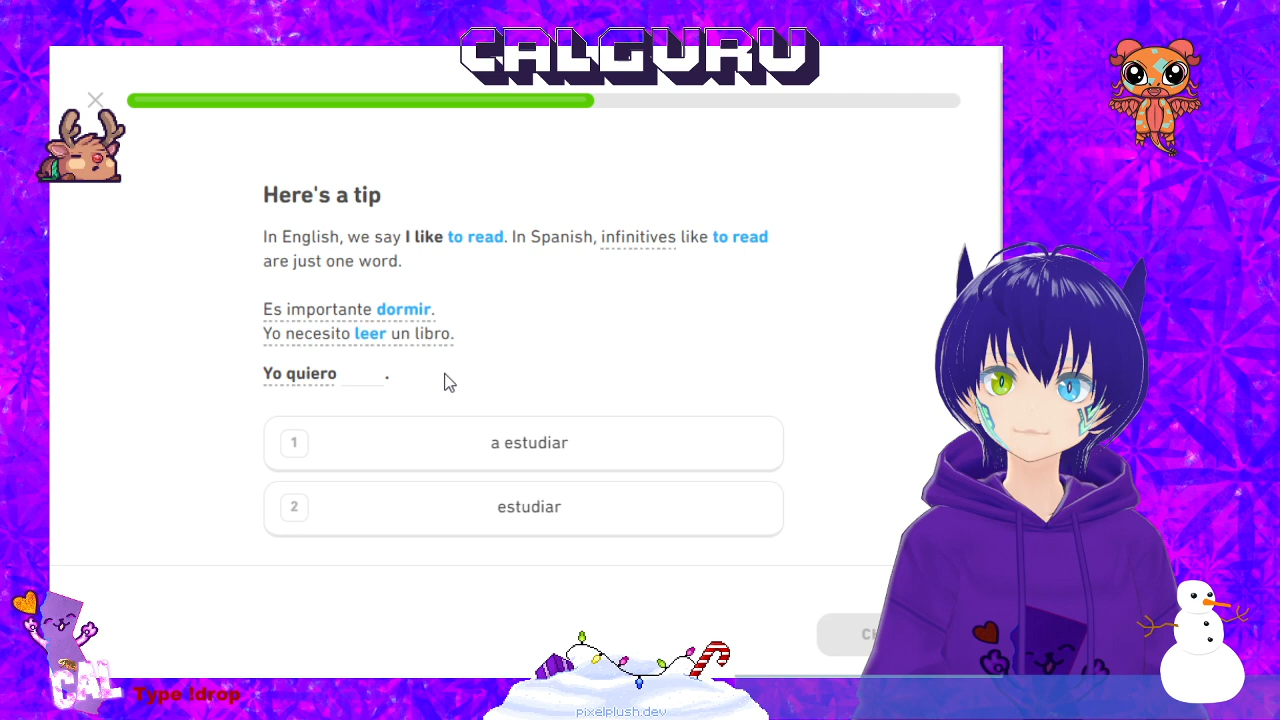 CALGURU
Here's a tip
In English, we say I like to read. In Spanish, infinitives like to read
are just one word.
Es importante dormir.
Yo necesito leer un libro.
Yo quiero ____.
1 a estudiar
2 estudiar
CAL
Type !drop
pixelplush.dev